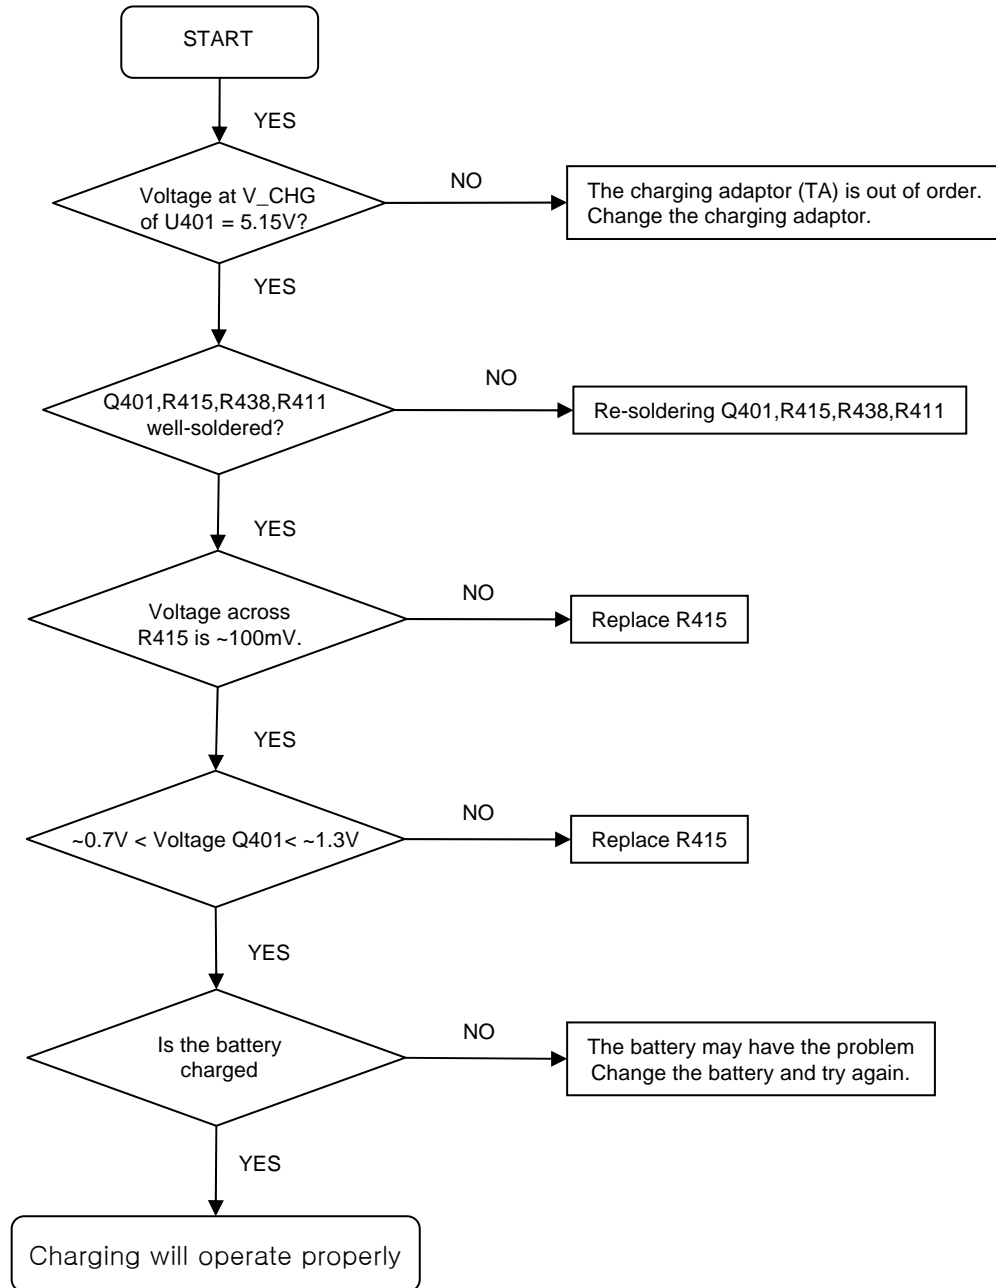 START
YES
Voltage at V_CHG
of U401 = 5.15V?
NO
The charging adaptor (TA) is out of order.
Change the charging adaptor.
YES
Q401,R415,R438,R411
well-soldered?
NO
Re-soldering Q401,R415,R438,R411
YES
Voltage across
R415 is ~100mV.
NO
Replace R415
YES
~0.7V < Voltage Q401< ~1.3V
NO
Replace R415
YES
Is the battery
charged
NO
The battery may have the problem
Change the battery and try again.
YES
Charging will operate properly